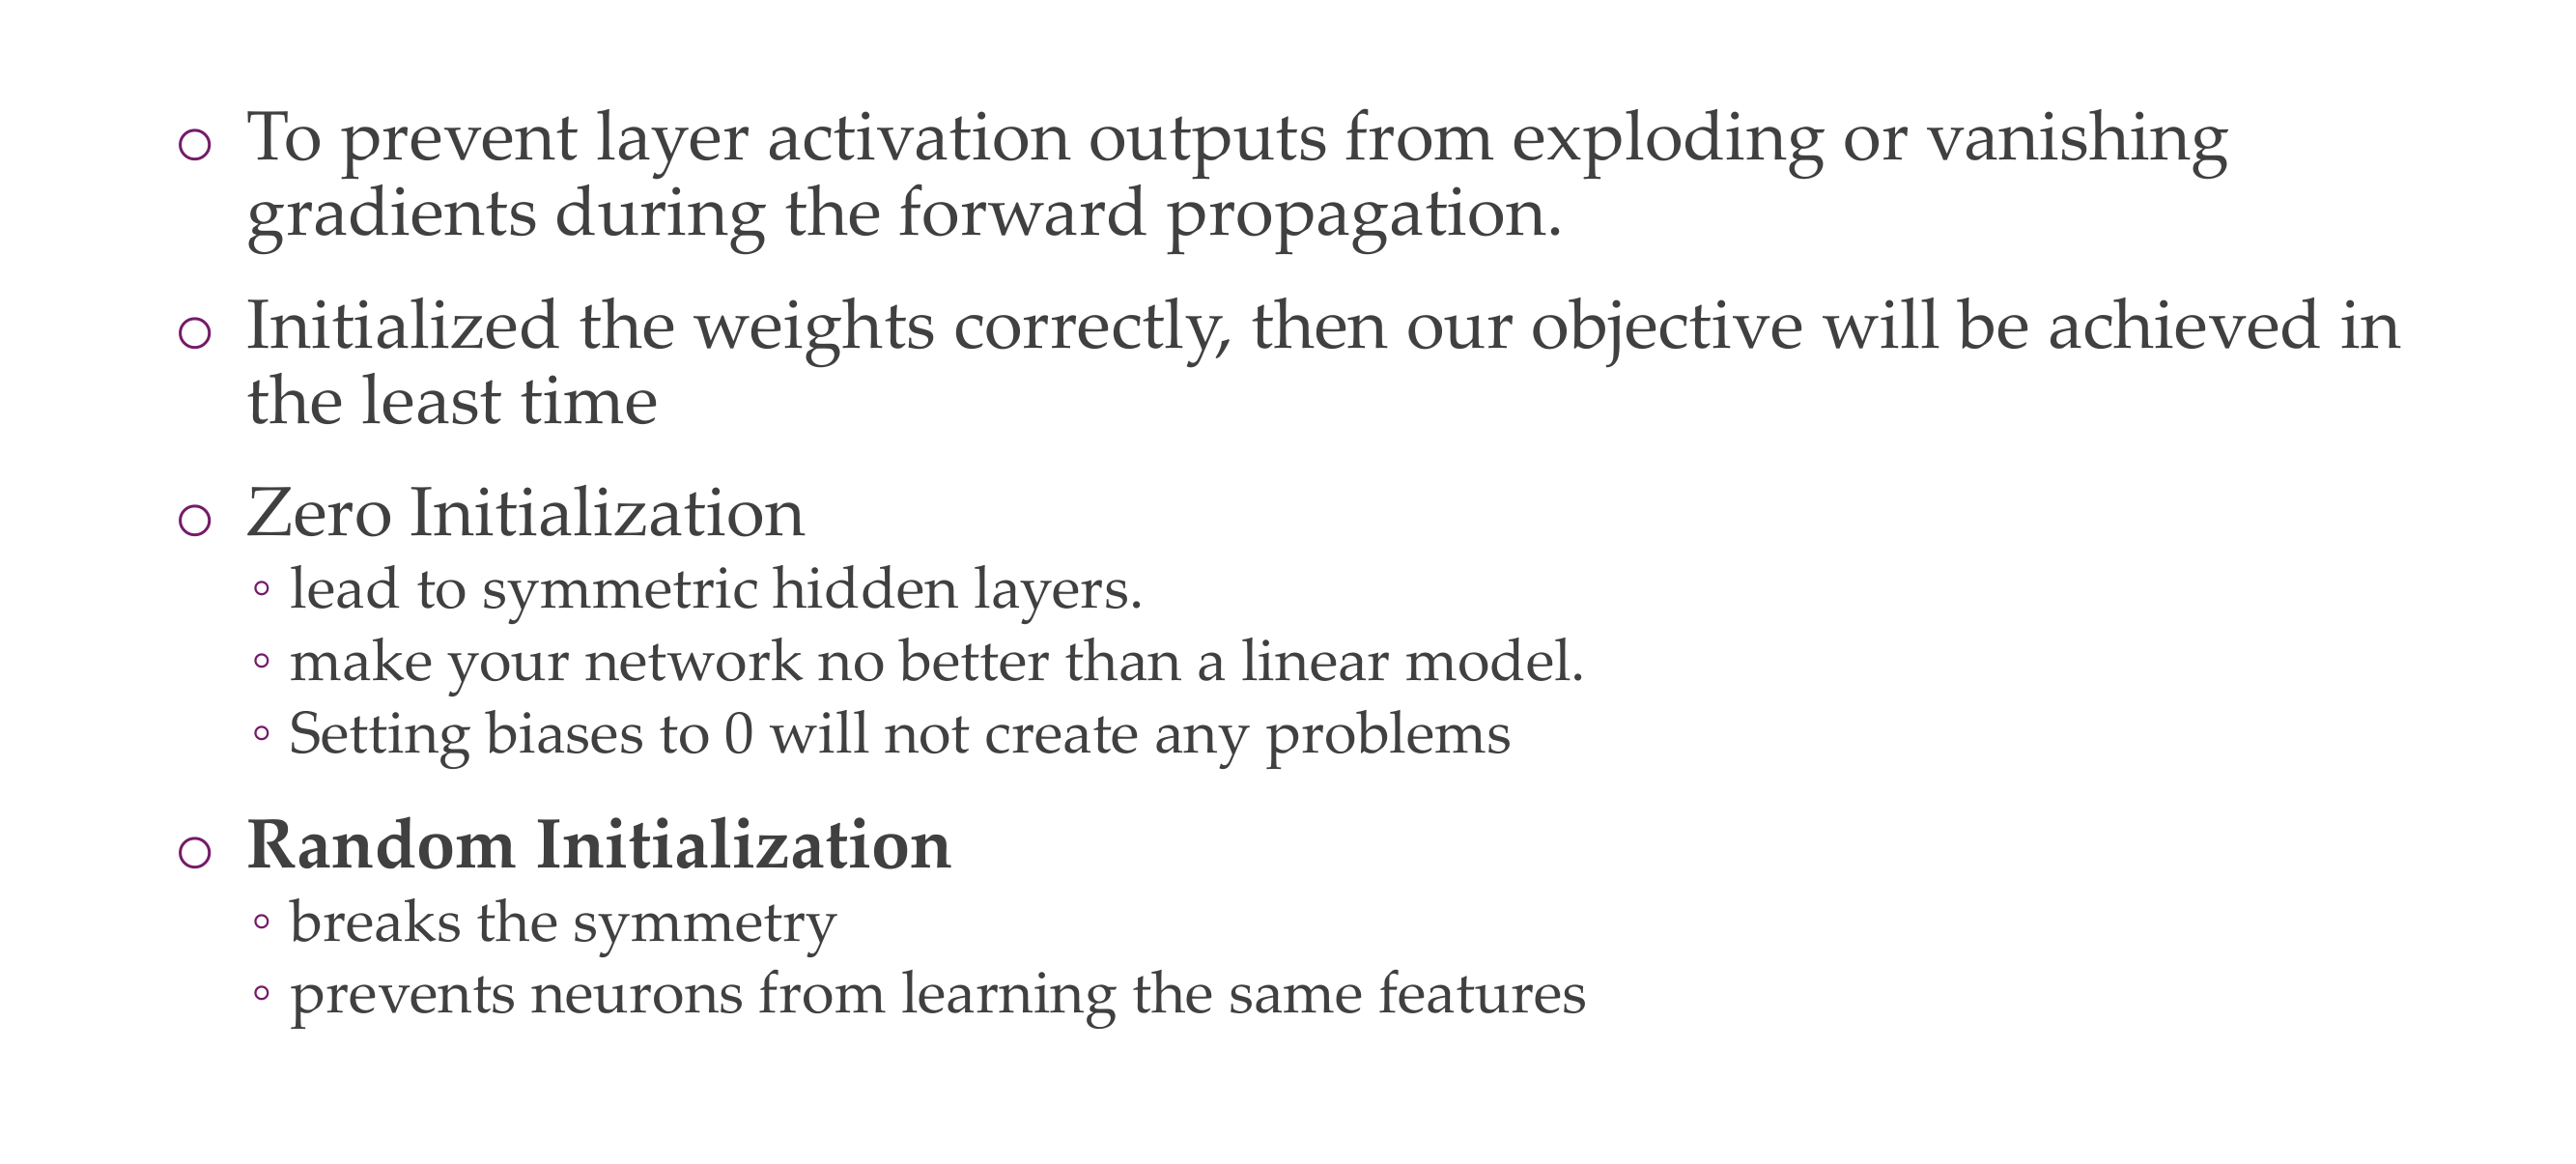 To prevent layer activation outputs from exploding or vanishing
gradients during the forward propagation.
Initialized the weights correctly, then our objective will be achieved in
the least time
Zero Initialization
lead to symmetric hidden layers.
make your network no better than a linear model.
Setting biases to 0 will not create any problems
Random Initialization
breaks the symmetry
prevents neurons from learning the same features